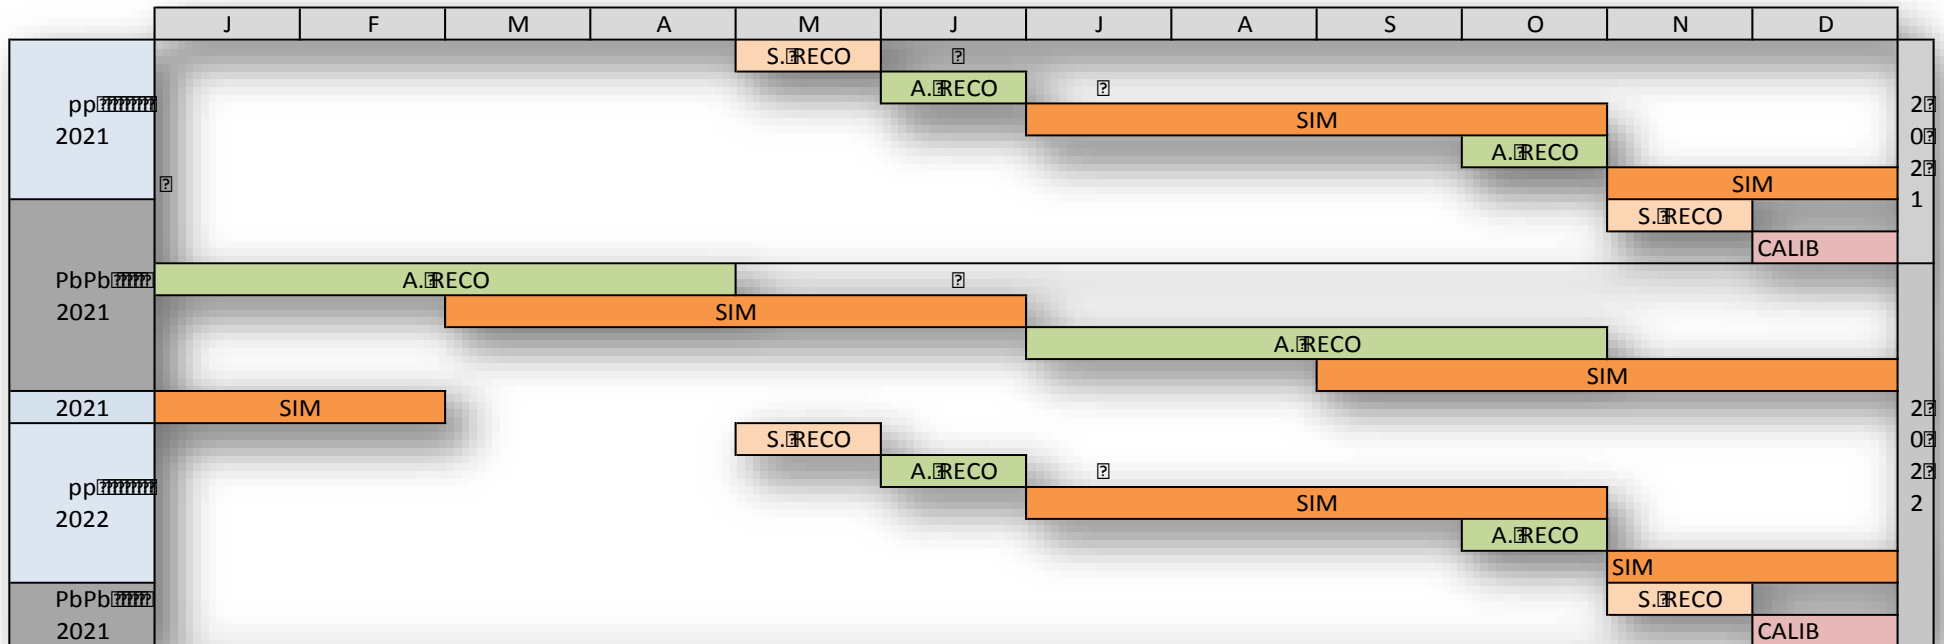 J F M A M J J A S O N D
S. RECO
A. RECO
pp
2021
SIM
A. RECO
SIM
S. RECO
CALIB
2
0
2
1
PbPb
2021
A. RECO
SIM
A. RECO
SIM
2021
SIM
S. RECO
A. RECO
pp
2022
SIM
A. RECO
SIM
2
0
2
2
PbPb
2021
S. RECO
CALIB